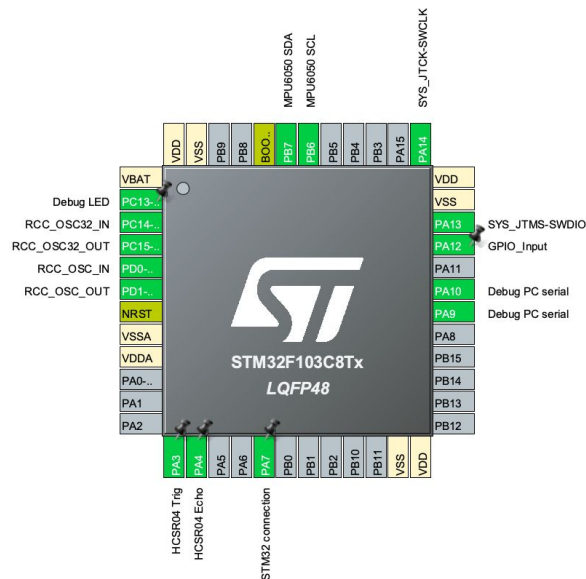 MPU6050 SDA
MPU6050 SCL
SYS_JTCK-SWCLK
VDD
VSS
PB9
PB8
BOO..
PB7
PB6
PB5
PB4
PB3
PA15
PA14
VBAT
Debug LED PC13-..
RCC_OSC32_IN PC14-..
RCC_OSC32_OUT PC15-..
RCC_OSC_IN PD0-..
RCC_OSC_OUT PD1-..
NRST
VSSA
VDDA
PA0-..
PA1
PA2
VDD
VSS
PA13 SYS_JTMS-SWDIO
PA12 GPIO_Input
PA11
PA10 Debug PC serial
PA9 Debug PC serial
PA8
PB15
PB14
PB13
PB12
ST
STM32F103C8Tx
LQFP48
PA3
PA4
PA5
PA6
PA7
PB0
PB1
PB2
PB10
PB11
VSS
VDD
HCSR04 Trig
HCSR04 Echo
STM32 connection